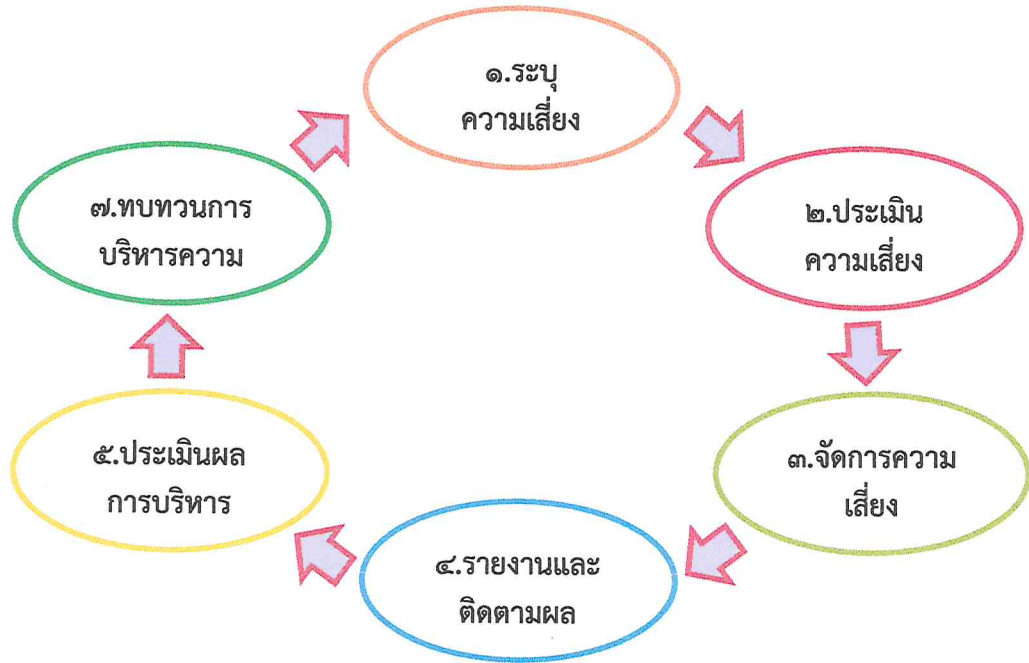 ๑.ระบุ
ความเสี่ยง
๒.ประเมิน
ความเสี่ยง
๓.จัดการความ
เสี่ยง
๔.รายงานและ
ติดตามผล
๕.ประเมินผล
การบริหาร
๗.ทบทวนการ
บริหารความ